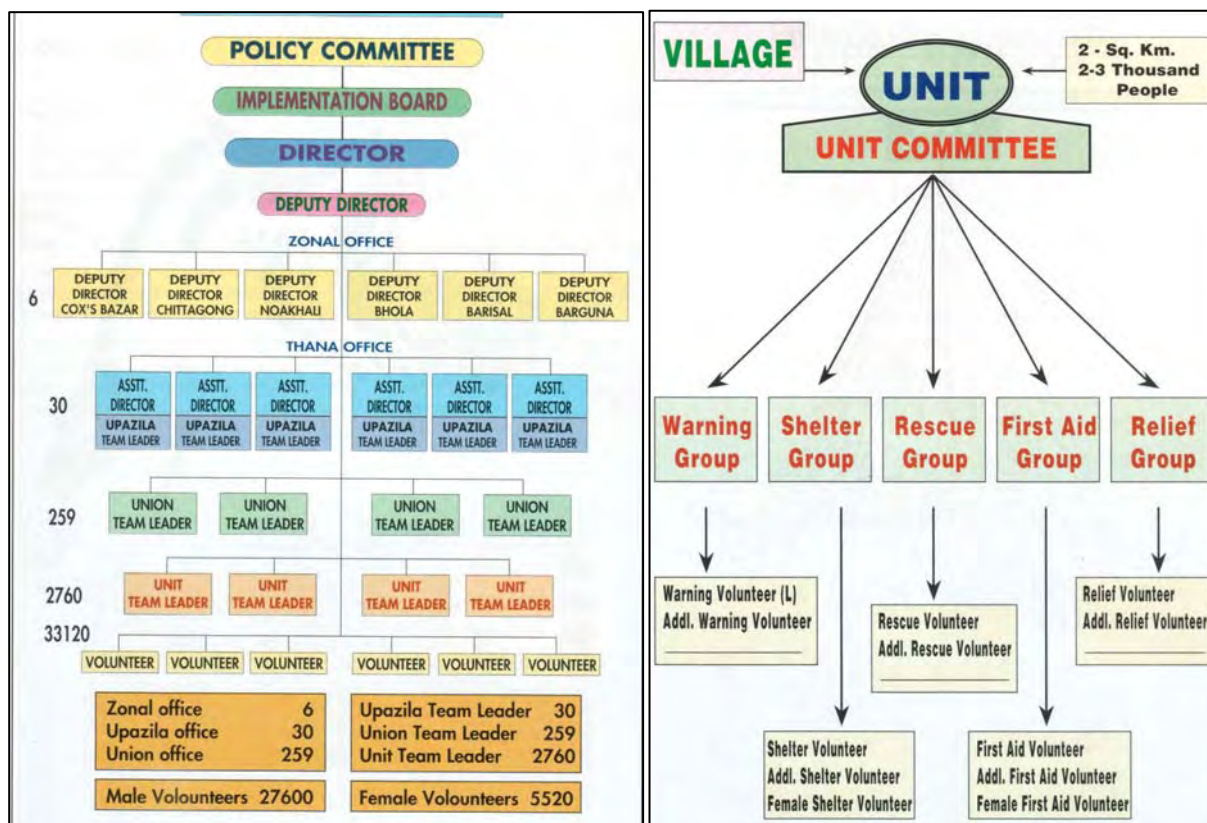 POLICY COMMITTEE
IMPLEMENTATION BOARD
DIRECTOR
DEPUTY DIRECTOR
ZONAL OFFICE
6
DEPUTY
DIRECTOR
COX'S BAZAR
DEPUTY
DIRECTOR
CHITTAGONG
DEPUTY
DIRECTOR
NOAKHALI
DEPUTY
DIRECTOR
BHOLA
DEPUTY
DIRECTOR
BARISAL
DEPUTY
DIRECTOR
BARGUNA
THANA OFFICE
30
ASSTT.
DIRECTOR
UPAZILA
TEAM LEADER
ASSTT.
DIRECTOR
UPAZILA
TEAM LEADER
ASSTT.
DIRECTOR
UPAZILA
TEAM LEADER
ASSTT.
DIRECTOR
UPAZILA
TEAM LEADER
ASSTT.
DIRECTOR
UPAZILA
TEAM LEADER
ASSTT.
DIRECTOR
UPAZILA
TEAM LEADER
259
UNION
TEAM LEADER
UNION
TEAM LEADER
UNION
TEAM LEADER
UNION
TEAM LEADER
2760
UNIT
TEAM LEADER
UNIT
TEAM LEADER
UNIT
TEAM LEADER
UNIT
TEAM LEADER
33120
VOLUNTEER
VOLUNTEER
VOLUNTEER
VOLUNTEER
VOLUNTEER
VOLUNTEER
Zonal office 6
Upazila office 30
Union office 259
Upazila Team Leader 30
Union Team Leader 259
Unit Team Leader 2760
Male Volounteers 27600
Female Volounteers 5520
VILLAGE
UNIT
2 - Sq. Km.
2-3 Thousand
People
UNIT COMMITTEE
Warning
Group
Shelter
Group
Rescue
Group
First Aid
Group
Relief
Group
Warning Volunteer (L)
Addl. Warning Volunteer
Rescue Volunteer
Addl. Rescue Volunteer
Relief Volunteer
Addl. Relief Volunteer
Shelter Volunteer
Addl. Shelter Volunteer
Female Shelter Volunteer
First Aid Volunteer
Addl. First Aid Volunteer
Female First Aid Volunteer